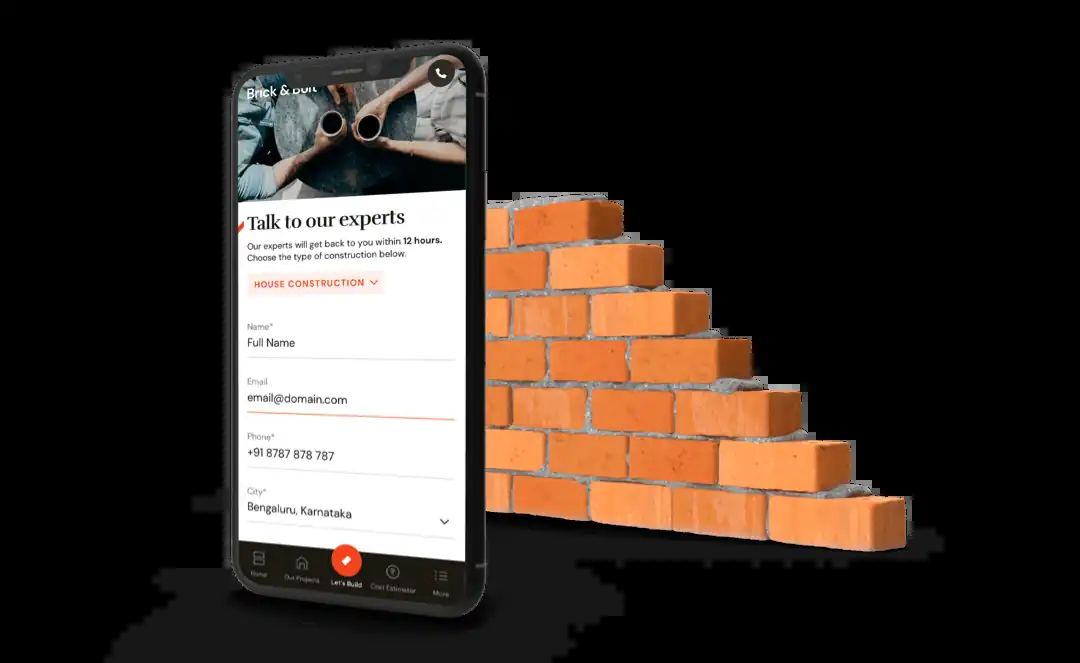 Brick & Bolt
Talk to our experts
Our experts will get back to you within 12 hours.
Choose the type of construction below.
HOUSE CONSTRUCTION
Name*
Full Name
Email
email@domain.com
Phone*
+91 8787 878 787
City*
Bengaluru, Karnataka
Home
Our Projects
Let's Build
Cost Estimator
More